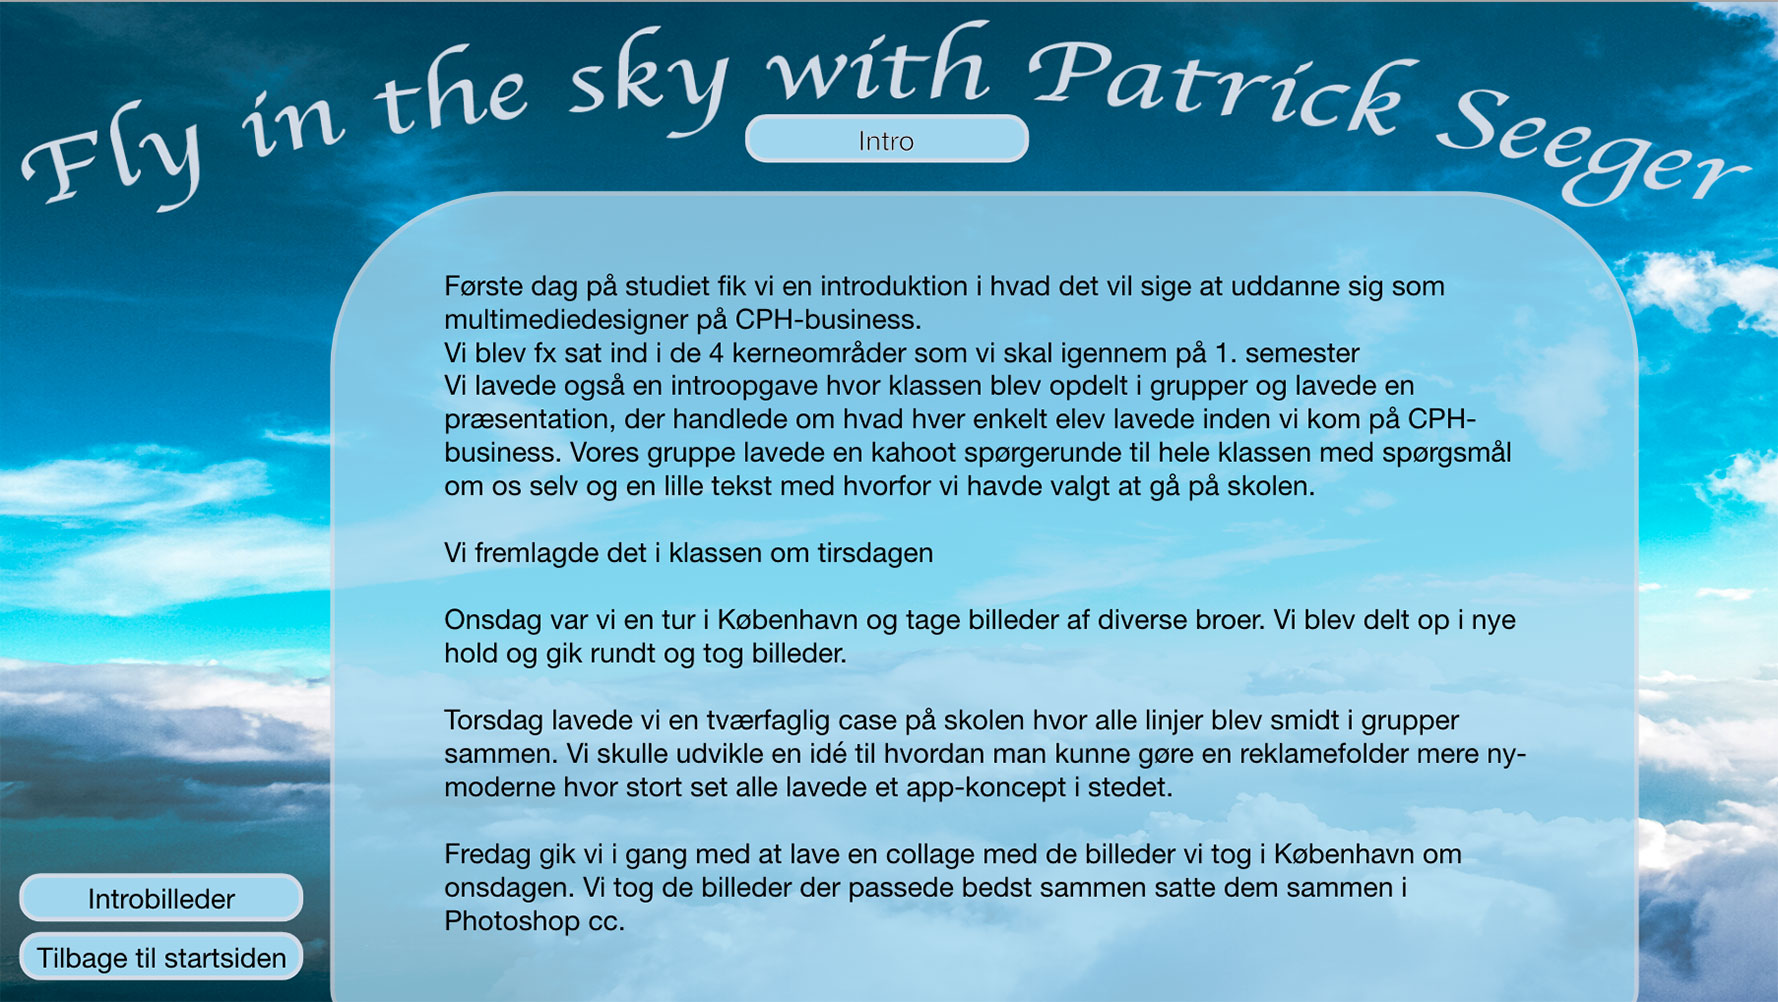 Fly in the sky with Patrick Seeger
Intro
Første dag på studiet fik vi en introduktion i hvad det vil sige at uddanne sig som
multimediedesigner på CPH-business.
Vi blev fx sat ind i de 4 kerneområder som vi skal igennem på 1. semester
Vi lavede også en introopgave hvor klassen blev opdelt i grupper og lavede en
præsentation, der handlede om hvad hver enkelt elev lavede inden vi kom på CPH-
business. Vores gruppe lavede en kahoot spørgerunde til hele klassen med spørgsmål
om os selv og en lille tekst med hvorfor vi havde valgt at gå på skolen.
Vi fremlagde det i klassen om tirsdagen
Onsdag var vi en tur i København og tage billeder af diverse broer. Vi blev delt op i nye
hold og gik rundt og tog billeder.
Torsdag lavede vi en tværfaglig case på skolen hvor alle linjer blev smidt i grupper
sammen. Vi skulle udvikle en idé til hvordan man kunne gøre en reklamefolder mere ny-
moderne hvor stort set alle lavede et app-koncept i stedet.
Fredag gik vi i gang med at lave en collage med de billeder vi tog i København om
onsdagen. Vi tog de billeder der passede bedst sammen satte dem sammen i
Photoshop cc.
Introbilleder
Tilbage til startsiden